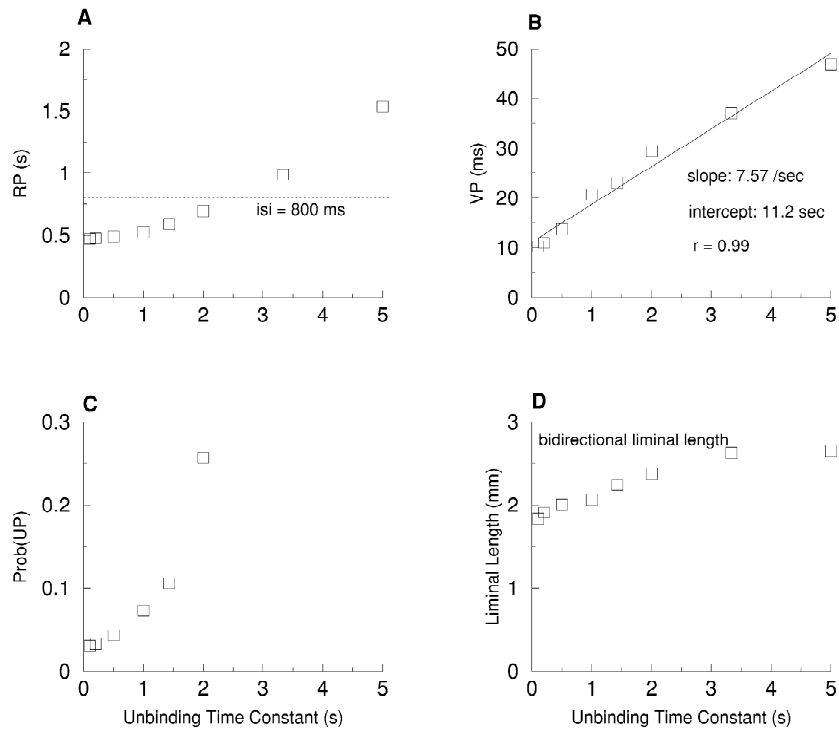 A
2
1.5
1
0.5
0
RP (s)
isi = 800 ms
0 1 2 3 4 5
B
50
40
30
20
10
0
VP (ms)
slope: 7.57 /sec
intercept: 11.2 sec
r = 0.99
0 1 2 3 4 5
C
0.3
0.2
0.1
0
Prob(UP)
0 1 2 3 4 5
Unbinding Time Constant (s)
D
3
2
1
0
Liminal Length (mm)
bidirectional liminal length
0 1 2 3 4 5
Unbinding Time Constant (s)